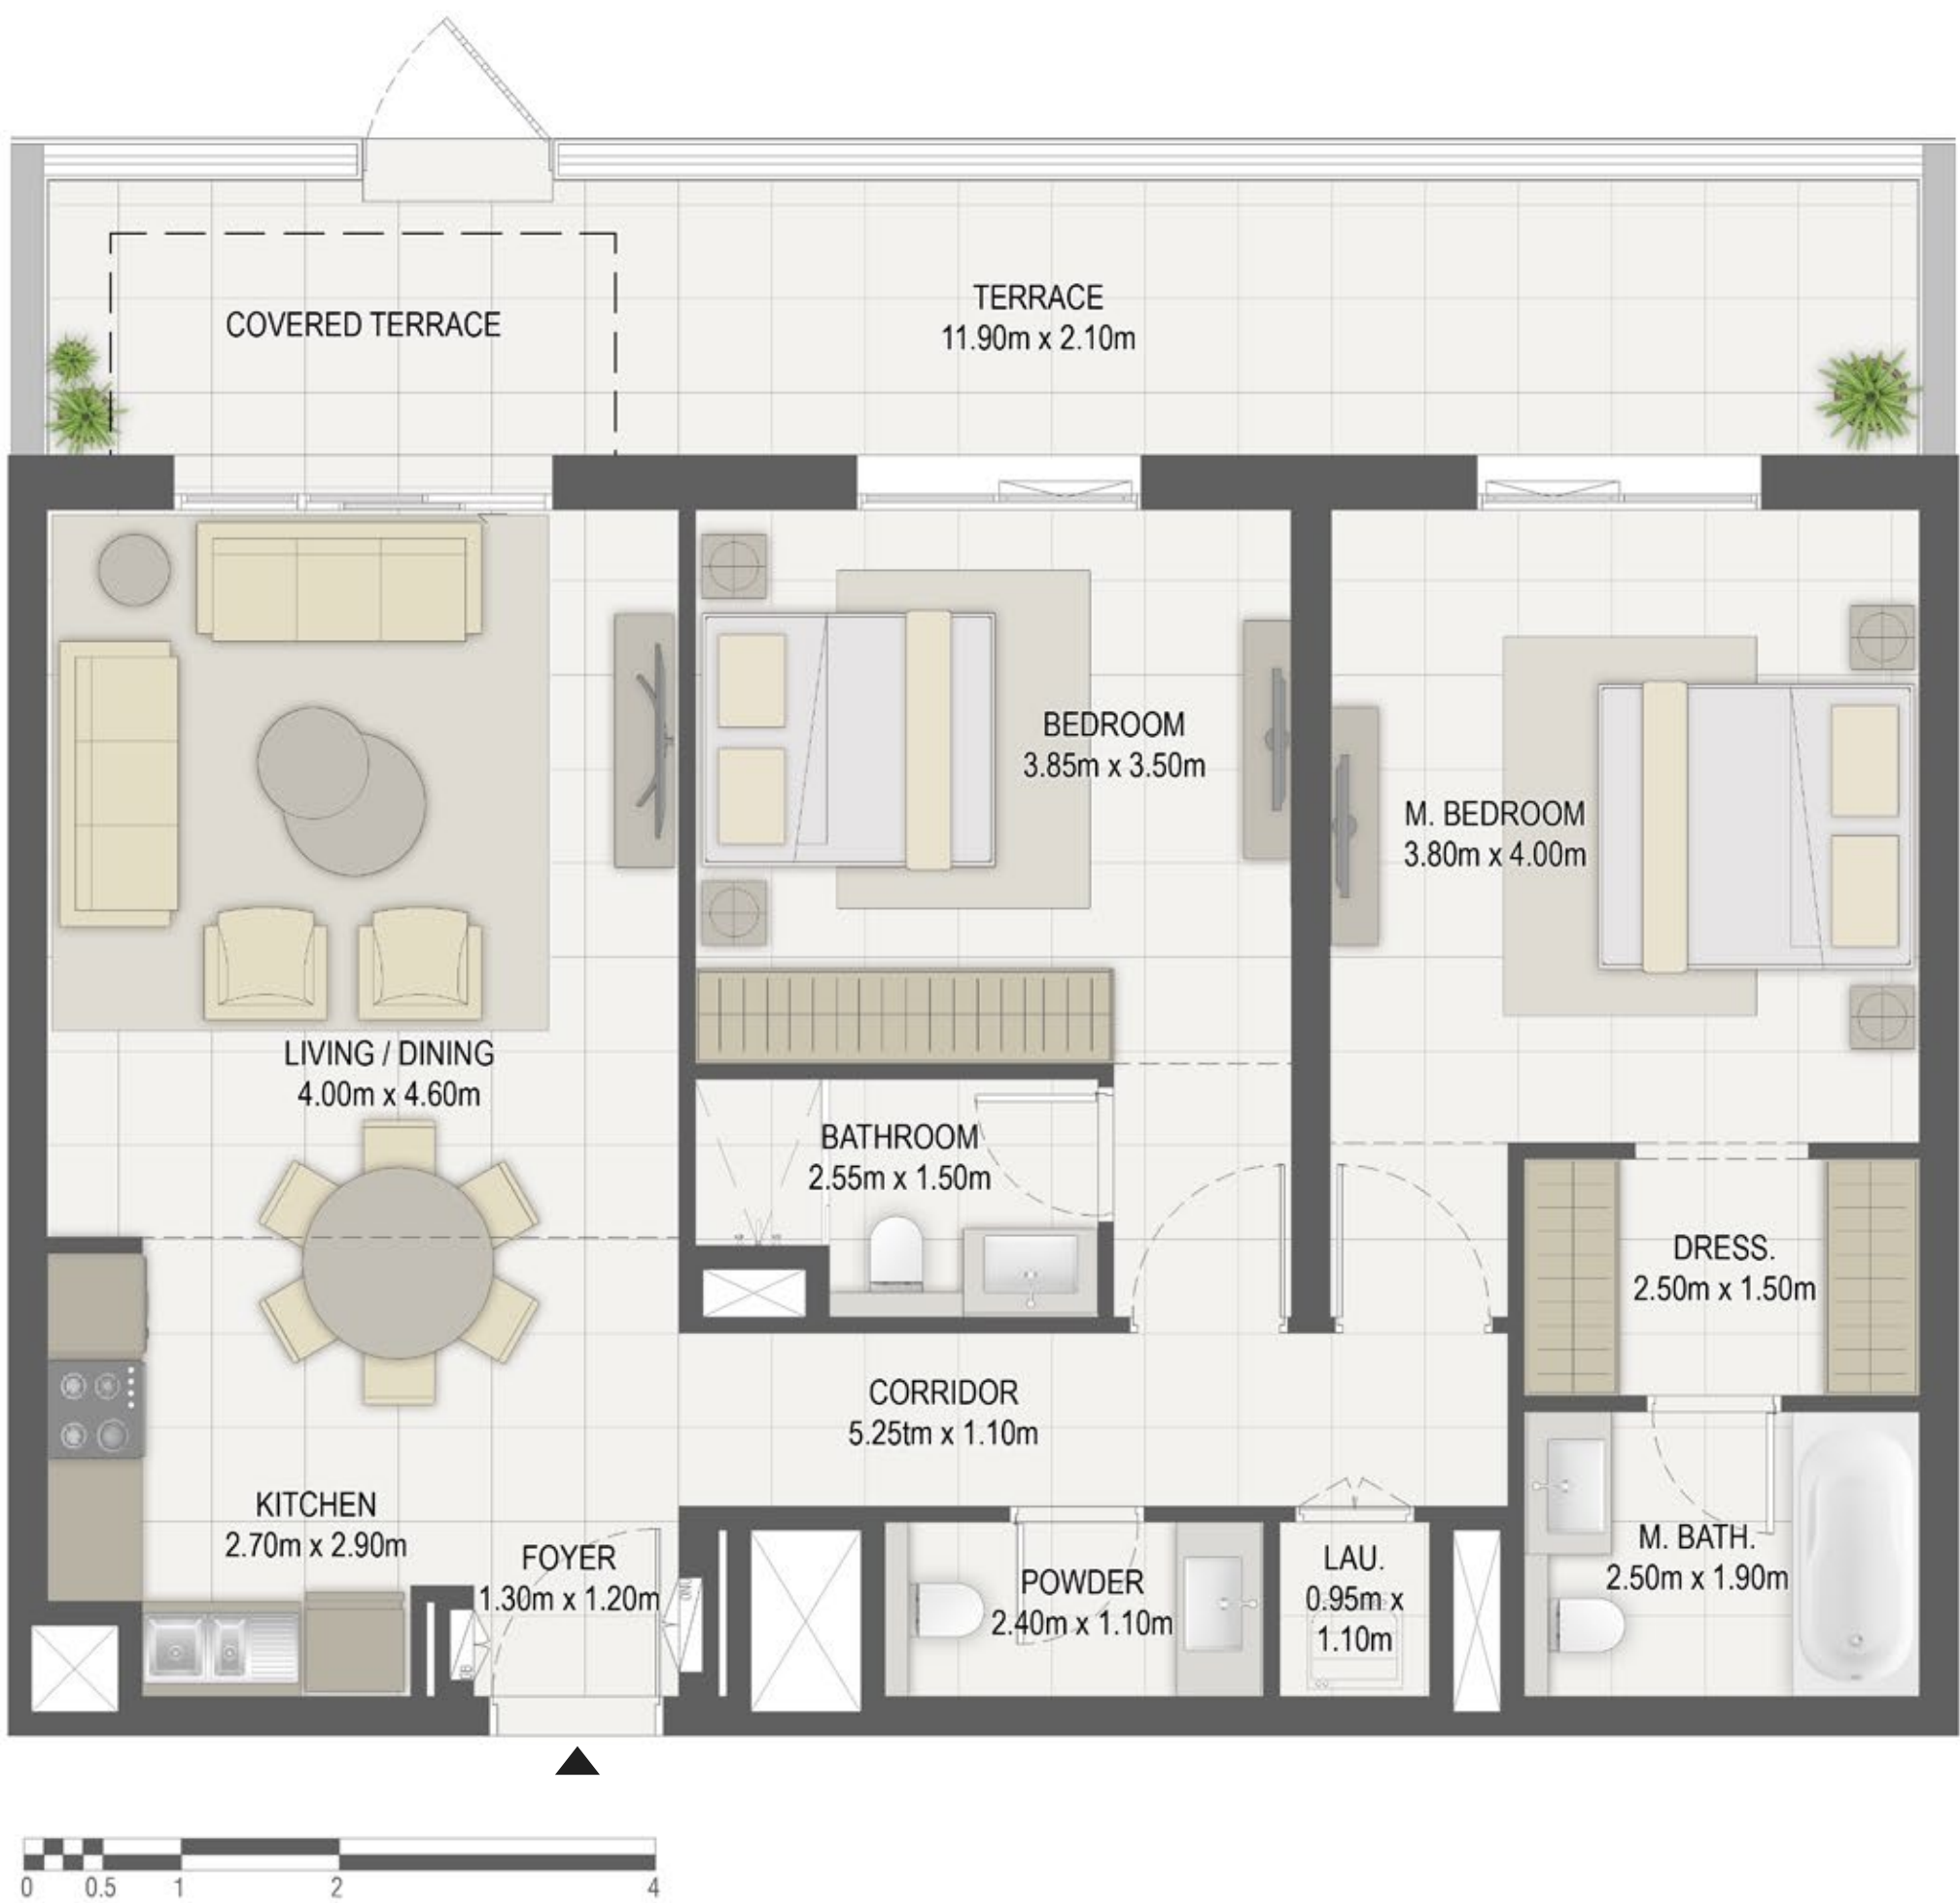 COVERED TERRACE
TERRACE
11.90m x 2.10m
BEDROOM
3.85m x 3.50m
M. BEDROOM
3.80m x 4.00m
LIVING / DINING
4.00m x 4.60m
BATHROOM
2.55m x 1.50m
DRESS.
2.50m x 1.50m
CORRIDOR
5.25tm x 1.10m
KITCHEN
2.70m x 2.90m
FOYER
1.30m x 1.20m
POWDER
2.40m x 1.10m
LAU.
0.95m x
1.10m
M. BATH.
2.50m x 1.90m
DB
0 0.5 1 2 4